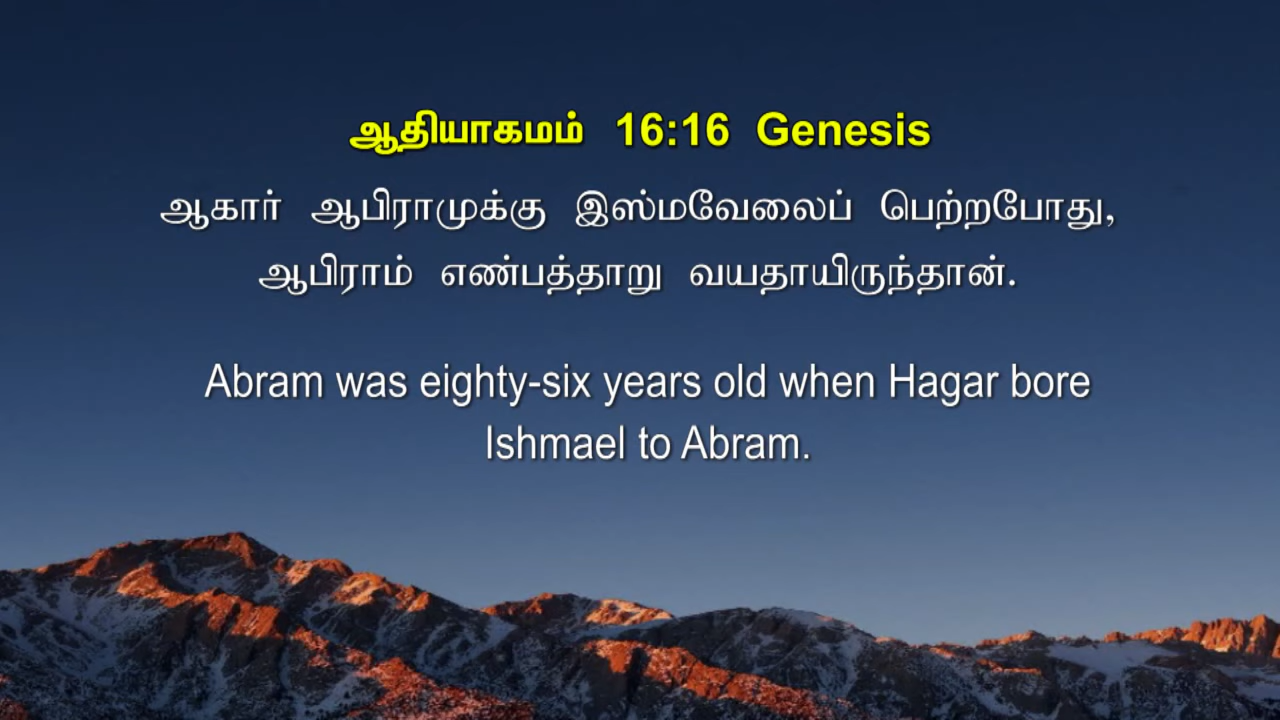 ஆதியாகமம் 16:16 Genesis
ஆகார் ஆபிராமுக்கு இஸ்மவேலைப் பெற்றபோது,
ஆபிராம் எண்பத்தாறு வயதாயிருந்தான்.
Abram was eighty-six years old when Hagar bore
Ishmael to Abram.